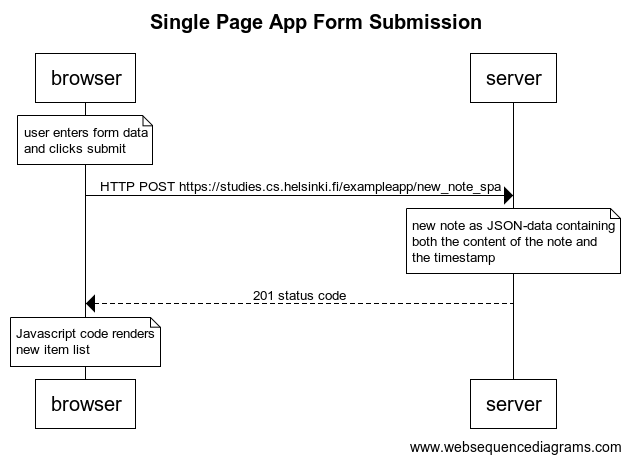 Single Page App Form Submission
browser
server
user enters form data
and clicks submit
HTTP POST https://studies.cs.helsinki.fi/exampleapp/new_note_spa
new note as JSON-data containing
both the content of the note and
the timestamp
201 status code
Javascript code renders
new item list
browser
server
www.websequencediagrams.com